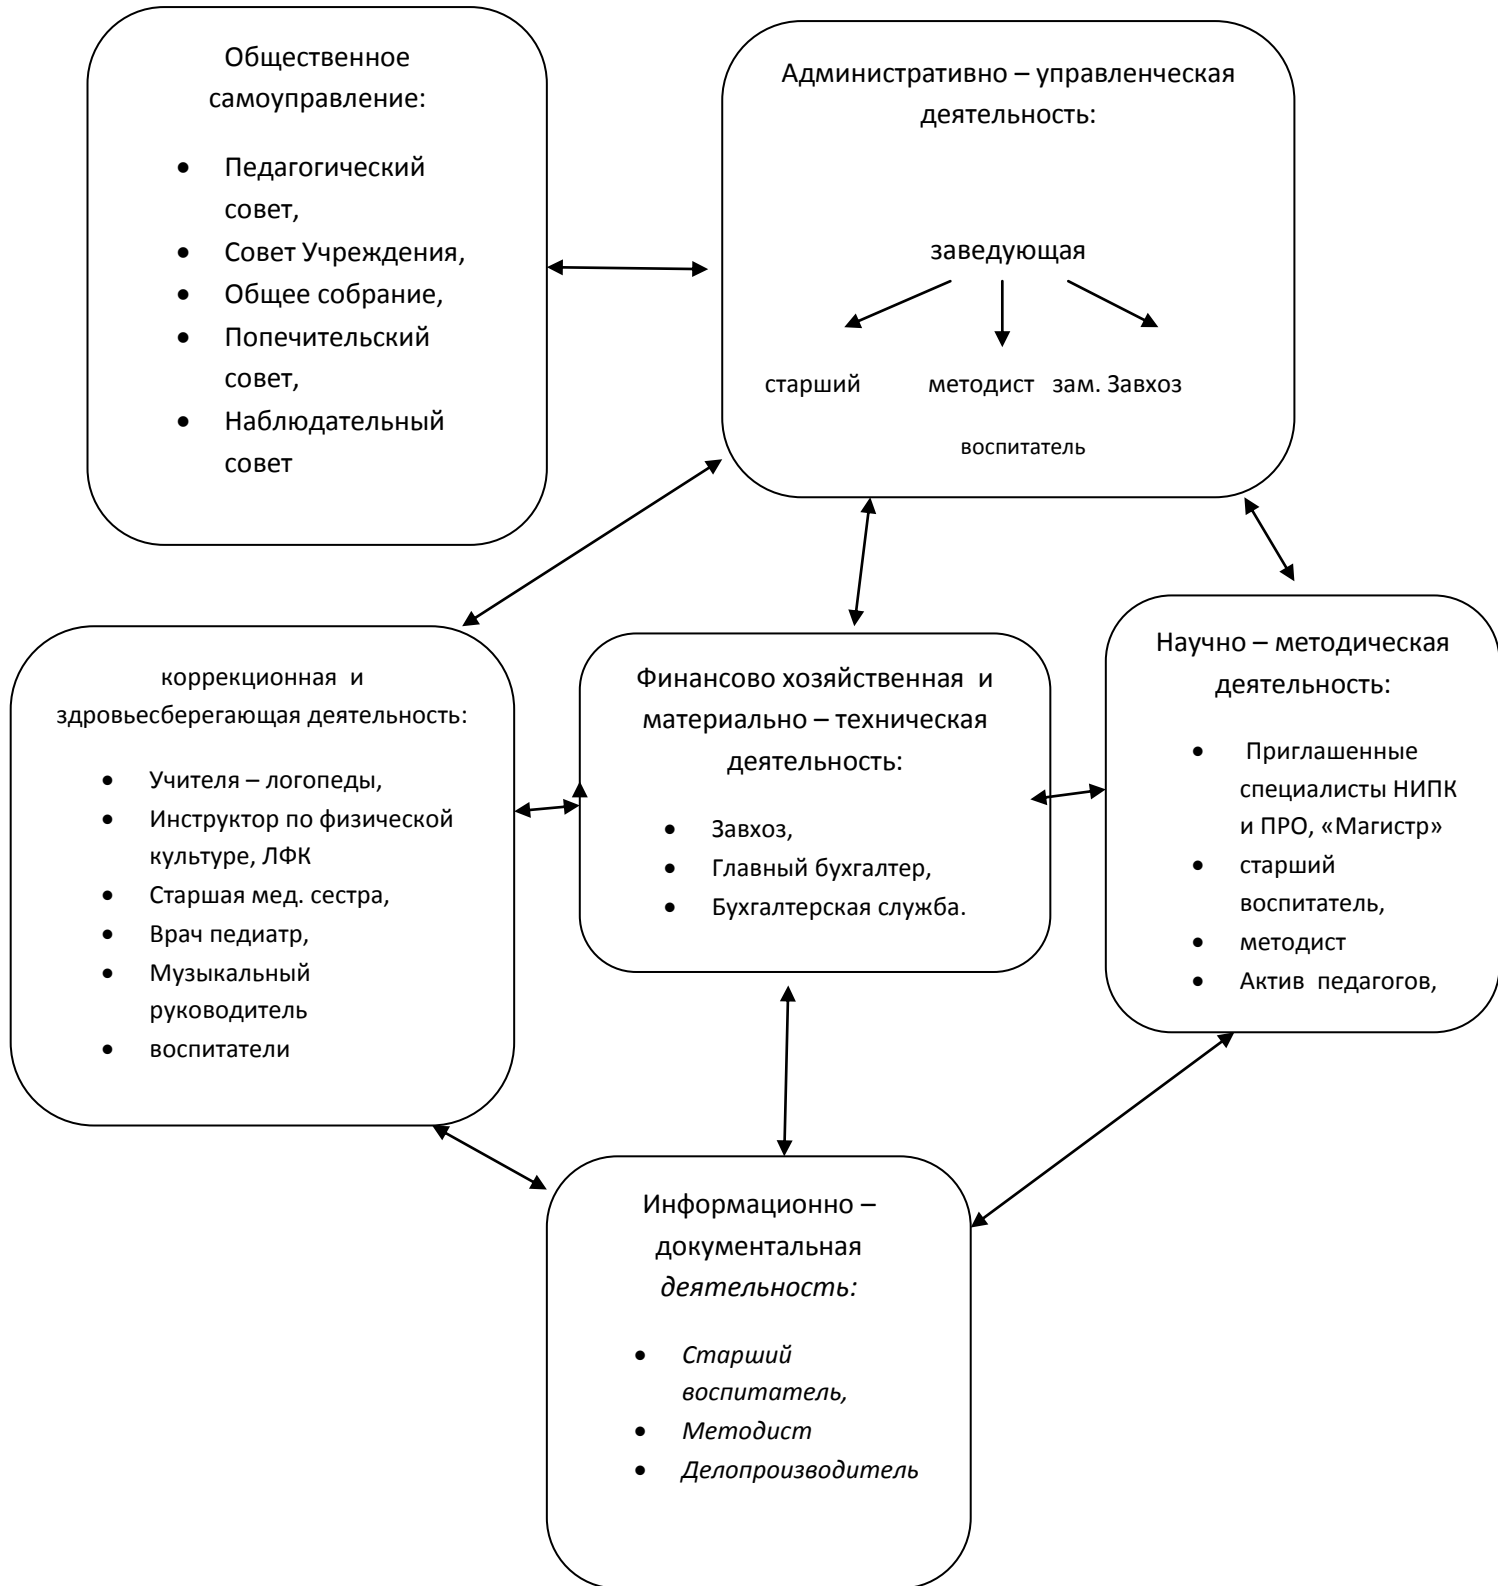 Общественное
самоуправление:
• Педагогический
совет,
• Совет Учреждения,
• Общее собрание,
• Попечительский
совет,
• Наблюдательный
совет
Административно – управленческая
деятельность:
заведующая
старший методист зам. Завхоз
воспитатель
коррекционная и
здровьесберегающая деятельность:
• Учителя – логопеды,
• Инструктор по физической
культуре, ЛФК
• Старшая мед. сестра,
• Врач педиатр,
• Музыкальный
руководитель
• воспитатели
Финансово хозяйственная и
материально – техническая
деятельность:
• Завхоз,
• Главный бухгалтер,
• Бухгалтерская служба.
Научно – методическая
деятельность:
• Приглашенные
специалисты НИПК
и ПРО, «Магистр»
• старший
воспитатель,
• методист
• Актив педагогов,
Информационно –
документальная
деятельность:
• Старший
воспитатель,
• Методист
• Делопроизводитель